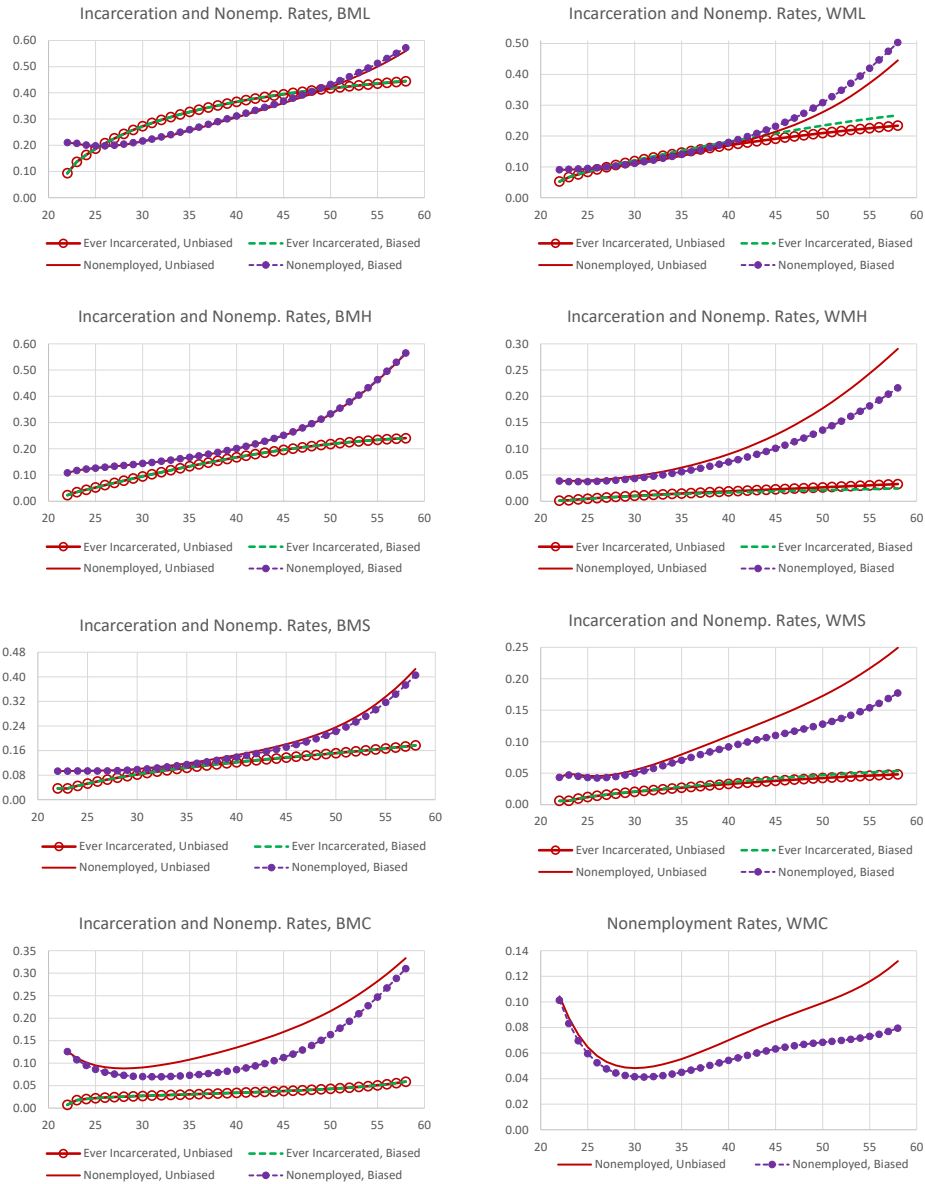 Incarceration and Nonemp. Rates, BML
0.60
0.50
0.40
0.30
0.20
0.10
0.00
20 25 30 35 40 45 50 55 60
Ever Incarcerated, Unbiased Ever Incarcerated, Biased
Nonemployed, Unbiased Nonemployed, Biased
Incarceration and Nonemp. Rates, WML
0.50
0.40
0.30
0.20
0.10
0.00
20 25 30 35 40 45 50 55 60
Ever Incarcerated, Unbiased Ever Incarcerated, Biased
Nonemployed, Unbiased Nonemployed, Biased
Incarceration and Nonemp. Rates, BMH
0.60
0.50
0.40
0.30
0.20
0.10
0.00
20 25 30 35 40 45 50 55 60
Ever Incarcerated, Unbiased Ever Incarcerated, Biased
Nonemployed, Unbiased Nonemployed, Biased
Incarceration and Nonemp. Rates, WMH
0.30
0.25
0.20
0.15
0.10
0.05
0.00
20 25 30 35 40 45 50 55 60
Ever Incarcerated, Unbiased Ever Incarcerated, Biased
Nonemployed, Unbiased Nonemployed, Biased
Incarceration and Nonemp. Rates, BMS
0.48
0.40
0.32
0.24
0.16
0.08
0.00
20 25 30 35 40 45 50 55 60
Ever Incarcerated, Unbiased Ever Incarcerated, Biased
Nonemployed, Unbiased Nonemployed, Biased
Incarceration and Nonemp. Rates, WMS
0.25
0.20
0.15
0.10
0.05
0.00
20 25 30 35 40 45 50 55 60
Ever Incarcerated, Unbiased Ever Incarcerated, Biased
Nonemployed, Unbiased Nonemployed, Biased
Incarceration and Nonemp. Rates, BMC
0.35
0.30
0.25
0.20
0.15
0.10
0.05
0.00
20 25 30 35 40 45 50 55 60
Ever Incarcerated, Unbiased Ever Incarcerated, Biased
Nonemployed, Unbiased Nonemployed, Biased
Nonemployment Rates, WMC
0.14
0.12
0.10
0.08
0.06
0.04
0.02
0.00
20 25 30 35 40 45 50 55 60
Nonemployed, Unbiased Nonemployed, Biased